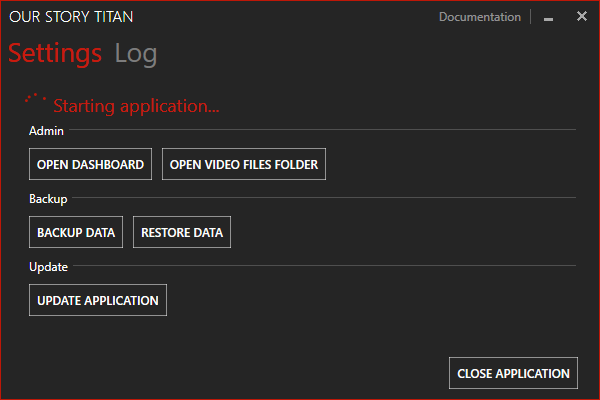 OUR STORY TITAN
Documentation
Settings Log
Starting application...
Admin
OPEN DASHBOARD OPEN VIDEO FILES FOLDER
Backup
BACKUP DATA RESTORE DATA
Update
UPDATE APPLICATION
CLOSE APPLICATION